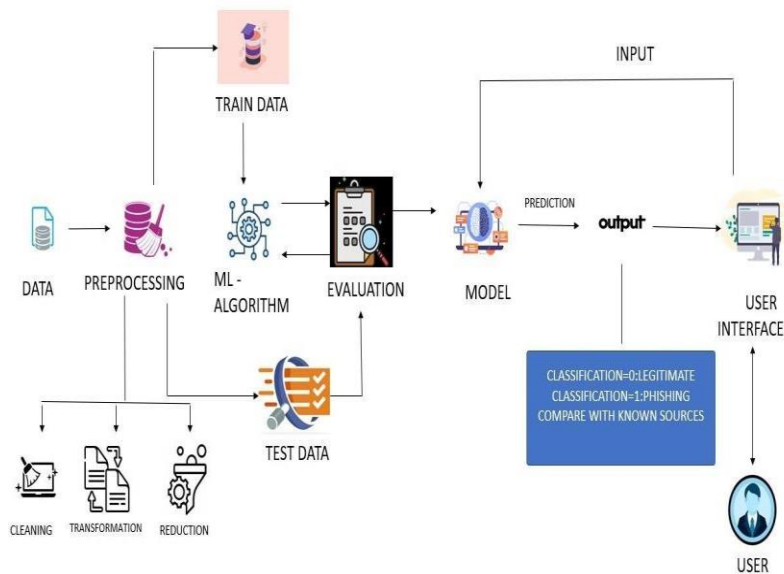 INPUT
TRAIN DATA
PREDICTION
output
DATA
PREPROCESSING
ML -
ALGORITHM
EVALUATION
MODEL
USER
INTERFACE
CLASSIFICATION=0:LEGITIMATE
CLASSIFICATION=1:PHISHING
COMPARE WITH KNOWN SOURCES
TEST DATA
CLEANING
TRANSFORMATION
REDUCTION
USER